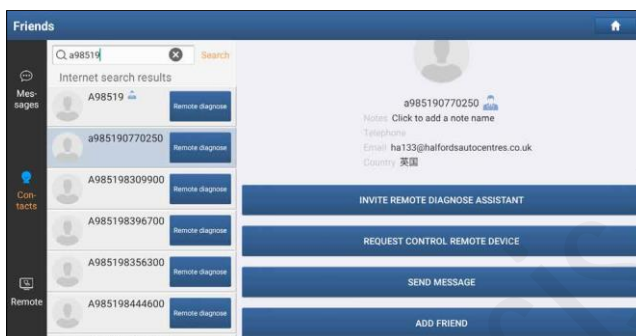 Friends
a98519
Search
Internet search results
Mes-
sages
A98519
Remote diagnose
a985190770250
Remote diagnose
Con-
tacts
A985198309900
Remote diagnose
A985198396700
Remote diagnose
A985198356300
Remote diagnose
Remote
A985198444600
Remote diagnose
a985190770250
Notes Click to add a note name
Telephone
Email ha133@halfordsautocentres.co.uk
Country 英国
INVITE REMOTE DIAGNOSE ASSISTANT
REQUEST CONTROL REMOTE DEVICE
SEND MESSAGE
ADD FRIEND